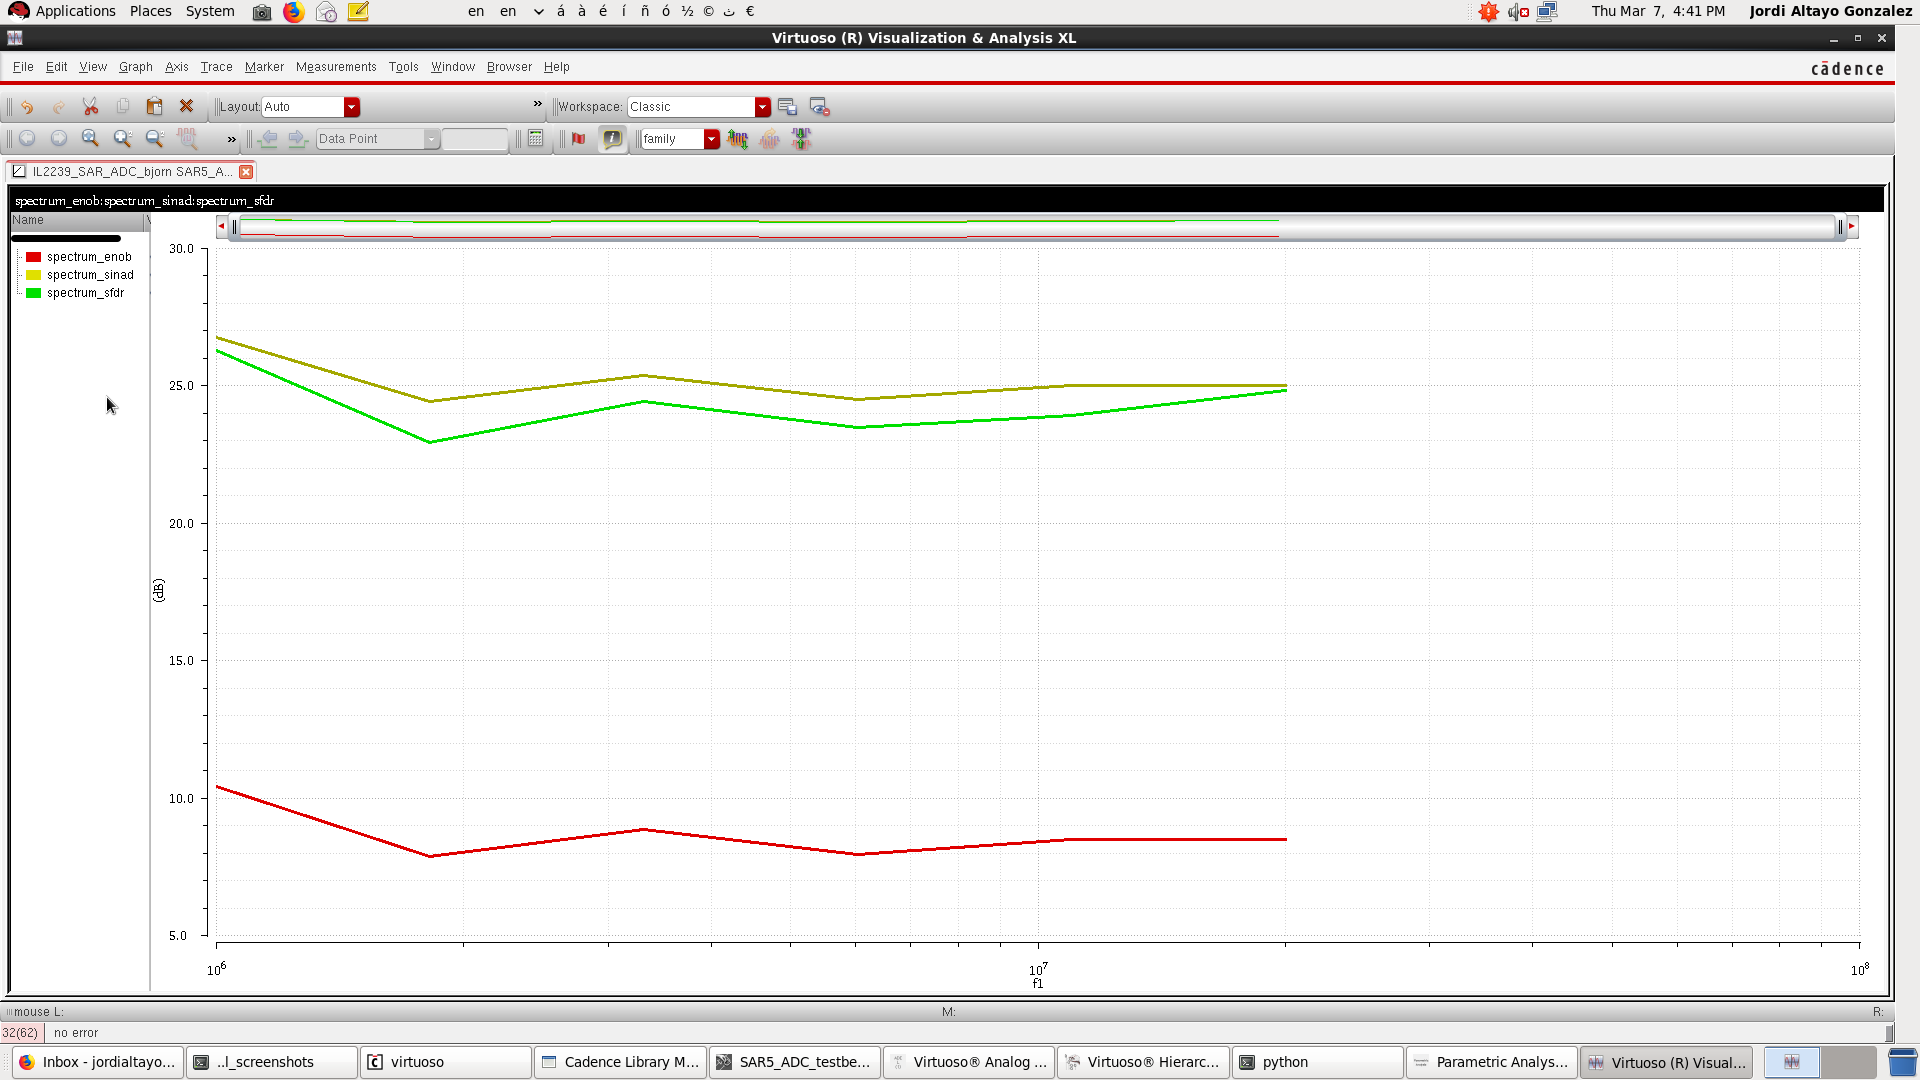 Applications Places System en en á à é í ñ ó ½ © ث € Thu Mar 7, 4:41 PM Jordi Altayo Gonzalez
Virtuoso (R) Visualization & Analysis XL
File Edit View Graph Axis Trace Marker Measurements Tools Window Browser Help cādence
Layout: Auto » Workspace: Classic
» Data Point family
IL2239_SAR_ADC_bjorn SAR5_A...
spectrum_enob:spectrum_sinad:spectrum_sfdr
Name
spectrum_enob
spectrum_sinad
spectrum_sfdr
30.0
25.0
20.0
(dB)
15.0
10.0
5.0
10^6 10^7 10^8
f1
mouse L: M: R:
32(62) no error
Inbox - jordialtayo... ..l_screenshots virtuoso Cadence Library M... SAR5_ADC_testbe... Virtuoso® Analog ... Virtuoso® Hierarc... python Parametric Analys... Virtuoso (R) Visual...